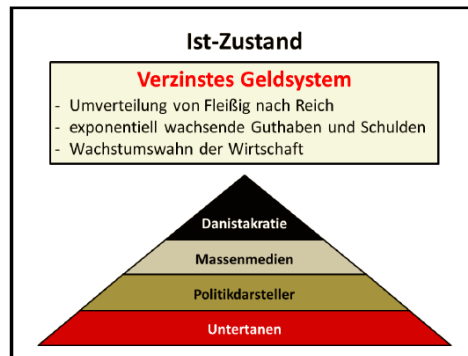 Ist-Zustand
Verzinstes Geldsystem
- Umverteilung von Fleißig nach Reich
- exponentiell wachsende Guthaben und Schulden
- Wachstumswahn der Wirtschaft
Danistakratie
Massenmedien
Politikdarsteller
Untertanen